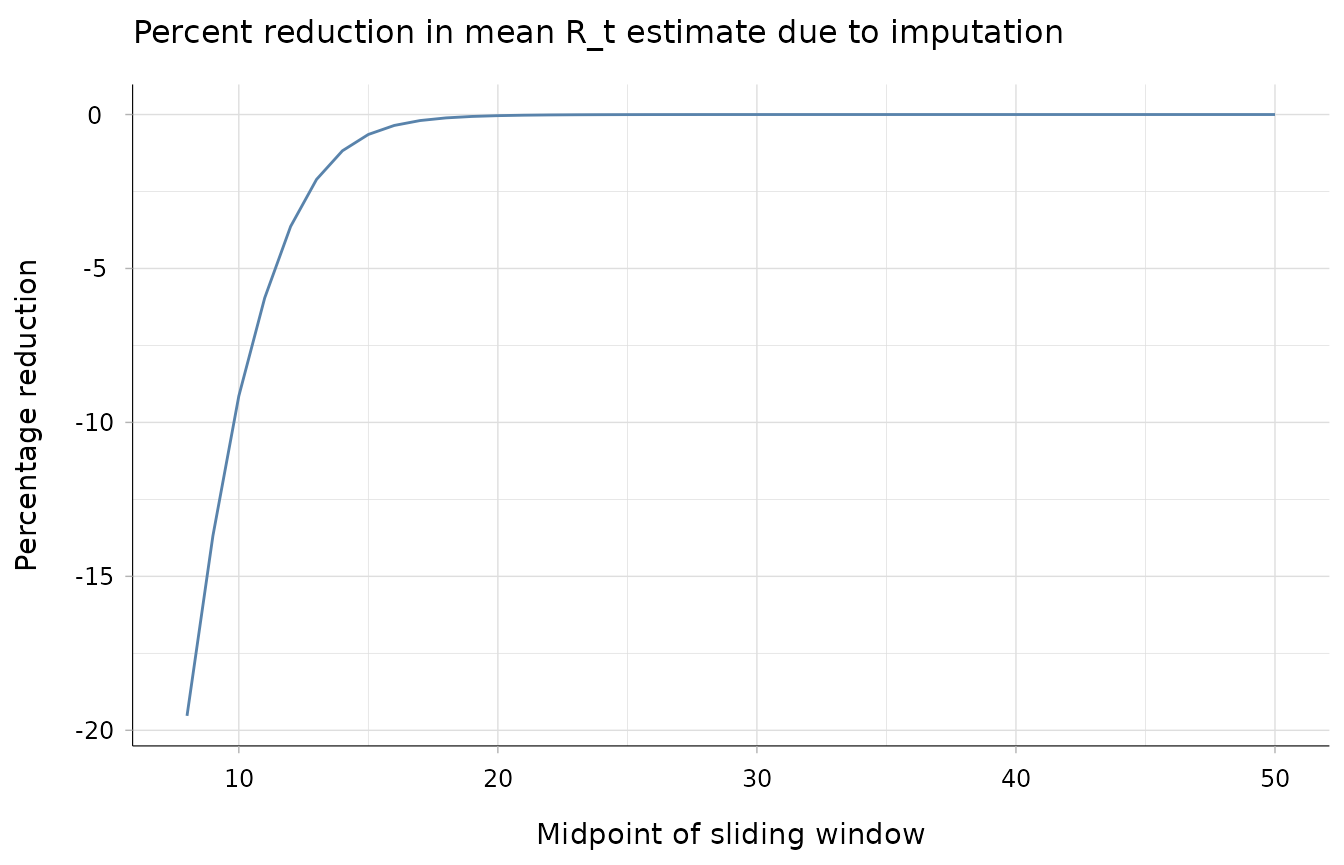 Percent reduction in mean R_t estimate due to imputation
Percentage reduction
0
-5
-10
-15
-20
10 20 30 40 50
Midpoint of sliding window